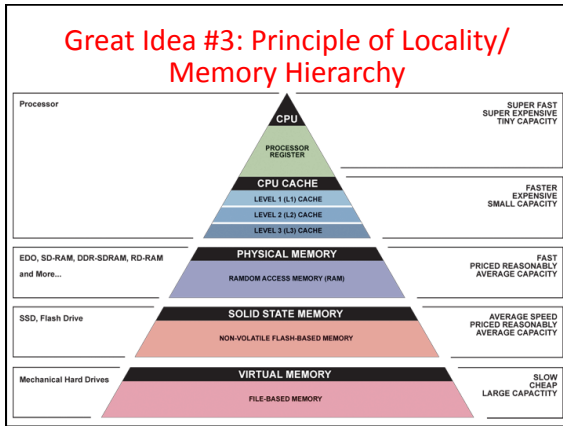 Great Idea #3: Principle of Locality/
Memory Hierarchy
Processor
CPU
PROCESSOR
REGISTER
SUPER FAST
SUPER EXPENSIVE
TINY CAPACITY
CPU CACHE
LEVEL 1 (L1) CACHE
LEVEL 2 (L2) CACHE
LEVEL 3 (L3) CACHE
FASTER
EXPENSIVE
SMALL CAPACITY
EDO, SD-RAM, DDR-SDRAM, RD-RAM
and More...
PHYSICAL MEMORY
RAMDOM ACCESS MEMORY (RAM)
FAST
PRICED REASONABLY
AVERAGE CAPACITY
SSD, Flash Drive
SOLID STATE MEMORY
NON-VOLATILE FLASH-BASED MEMORY
AVERAGE SPEED
PRICED REASONABLY
AVERAGE CAPACITY
Mechanical Hard Drives
VIRTUAL MEMORY
FILE-BASED MEMORY
SLOW
CHEAP
LARGE CAPACTITY